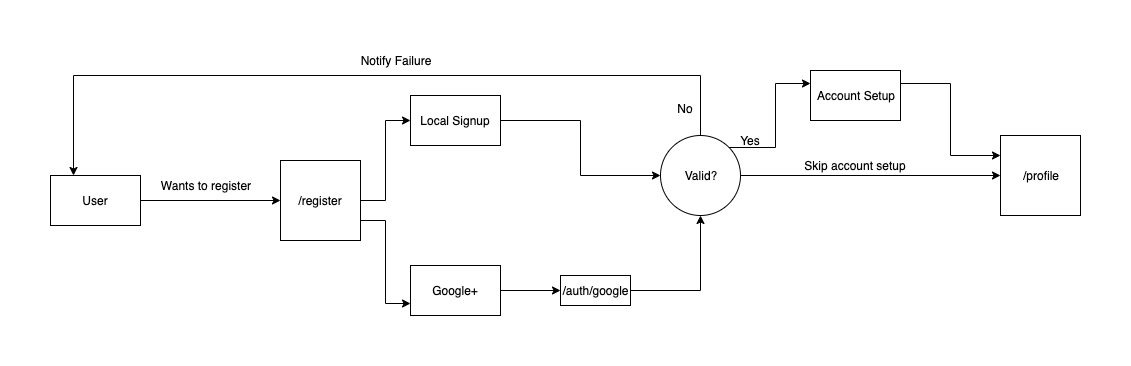 Notify Failure
Account Setup
No
Local Signup
Yes
Skip account setup
Valid?
/profile
Wants to register
User
/register
Google+
/auth/google